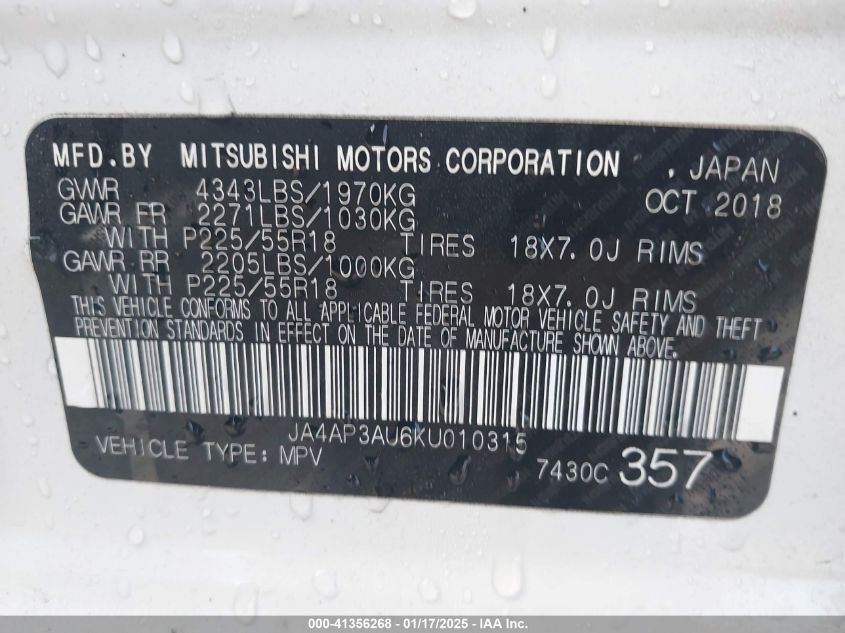 MFD.BY MITSUBISHI MOTORS CORPORATION . JAPAN
GVWR 4343LBS/1970KG OCT 2018
GAWR FR 2271LBS/1030KG
WITH P225/55R18 TIRES 18X7.0J RIMS
GAWR RR 2205LBS/1000KG
WITH P225/55R18 TIRES 18X7.0J RIMS
THIS VEHICLE CONFORMS TO ALL APPLICABLE FEDERAL MOTOR VEHICLE SAFETY AND THEFT
PREVENTION STANDARDS IN EFFECT ON THE DATE OF MANUFACTURE SHOWN ABOVE.
JA4AP3AU6KU010315
VEHICLE TYPE: MPV 7430C 357
000-41356268 - 01/17/2025 - IAA, Inc.